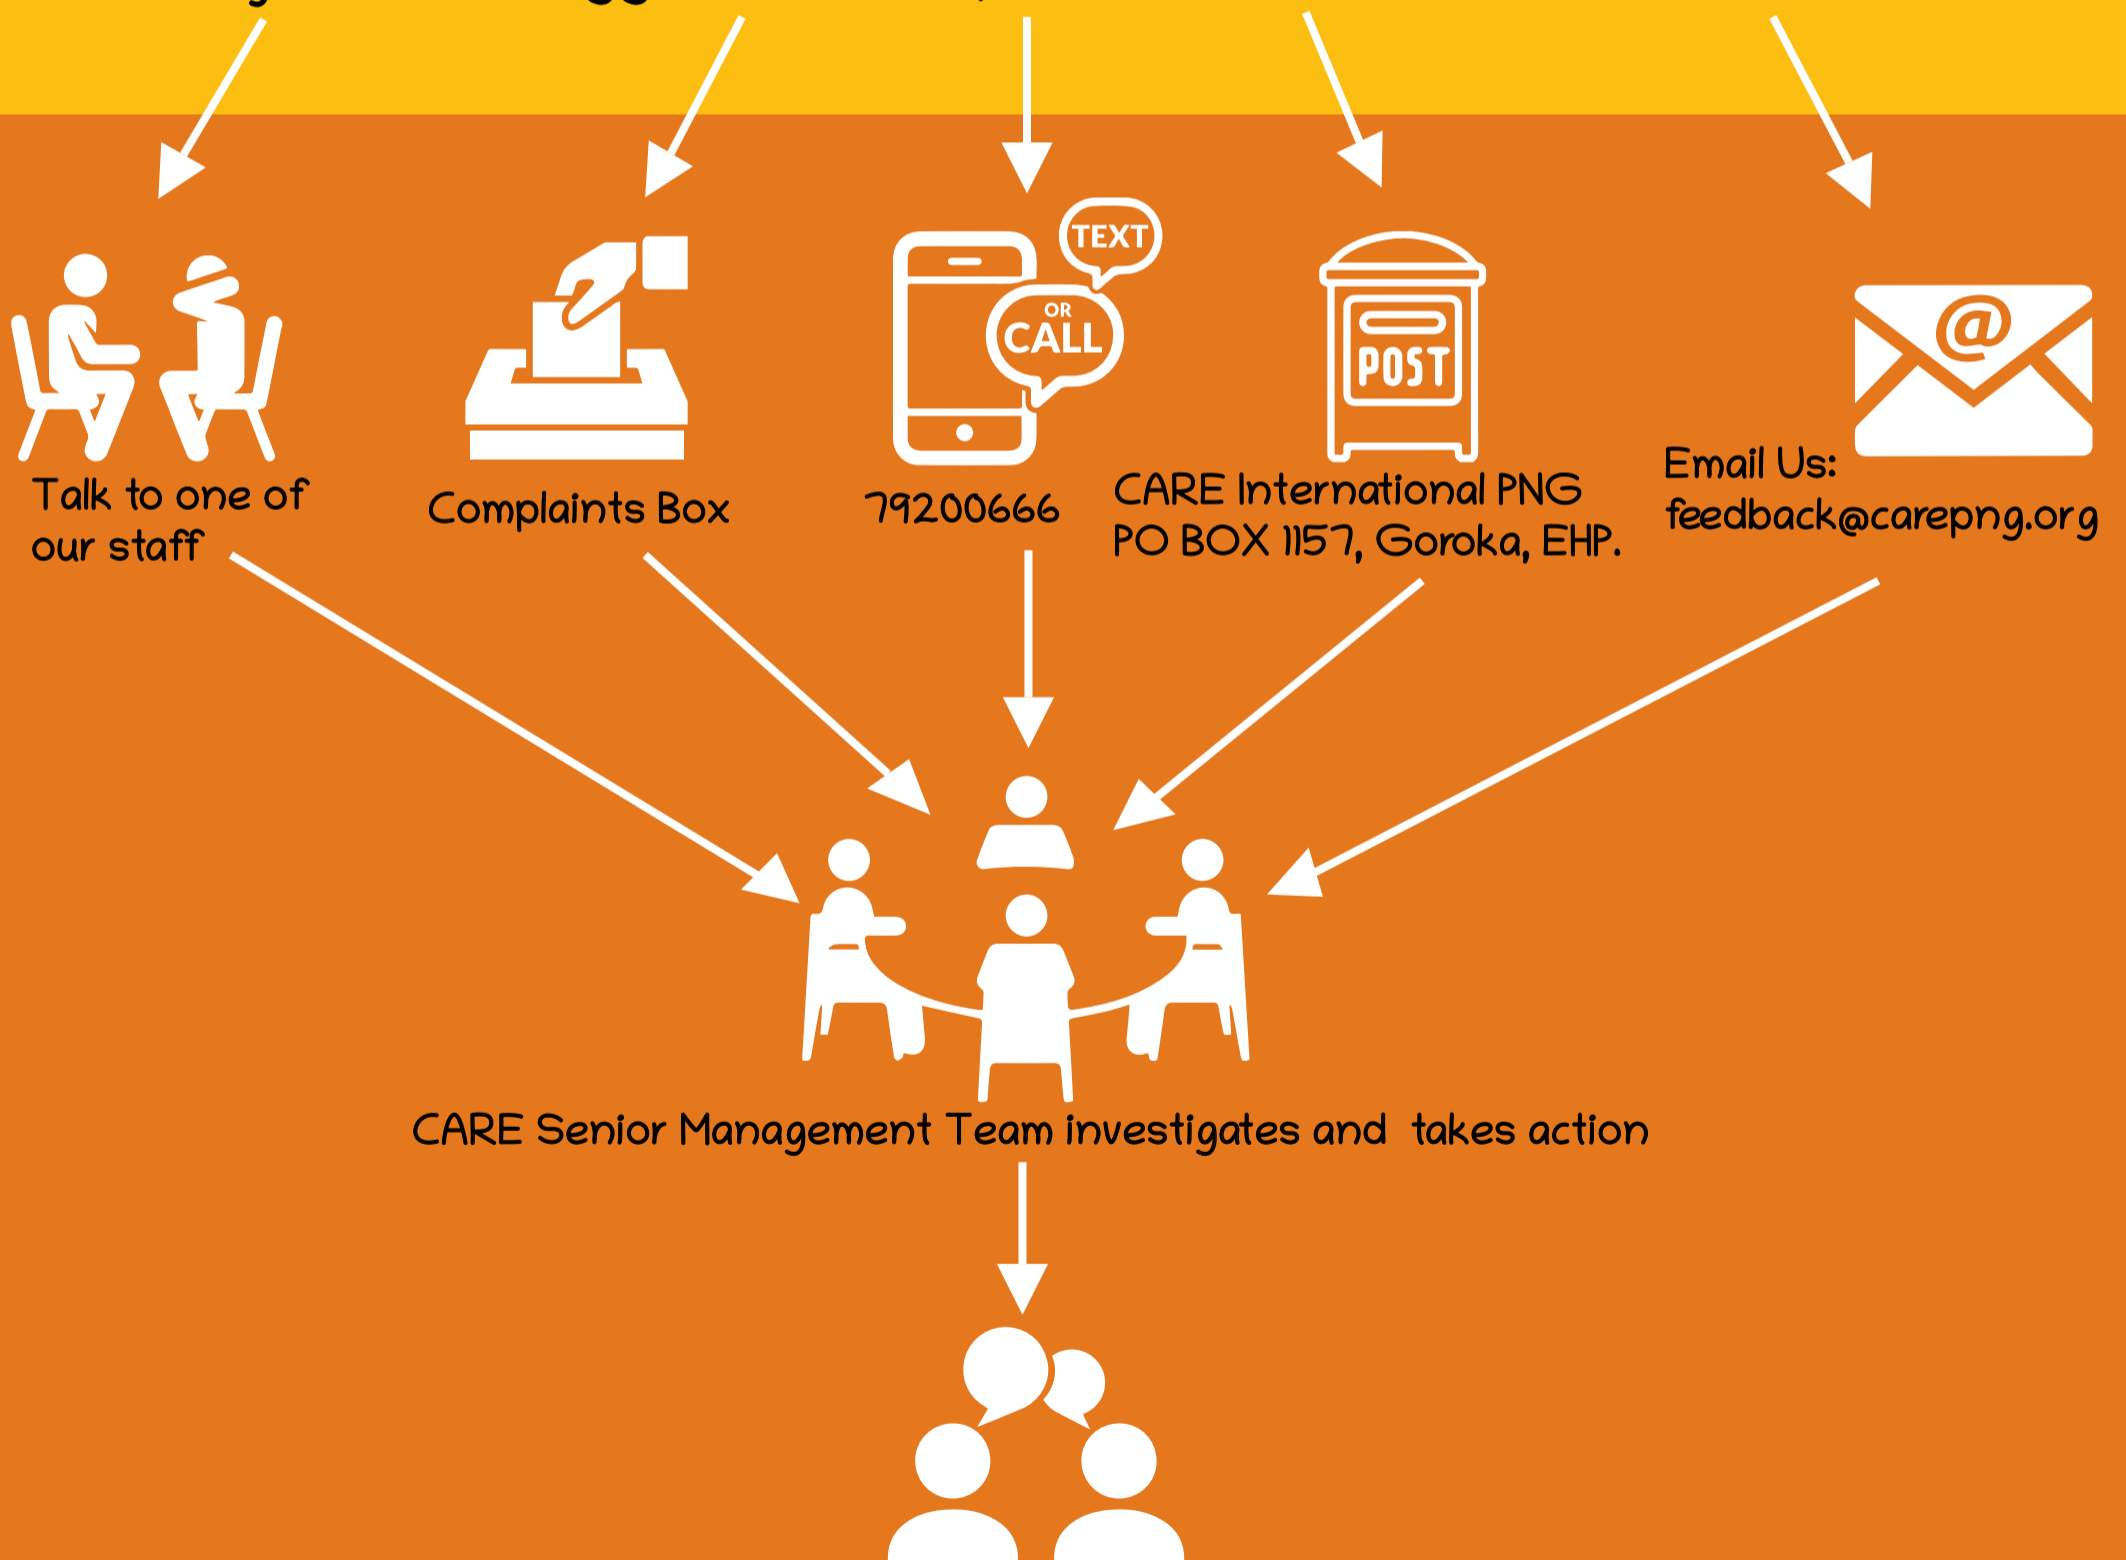 TEXT
OR
CALL
POST
Talk to one of
our staff
Complaints Box
79200666
CARE International PNG
PO BOX 1157, Goroka, EHP.
Email Us:
feedback@carepng.org
@
CARE Senior Management Team investigates and takes action